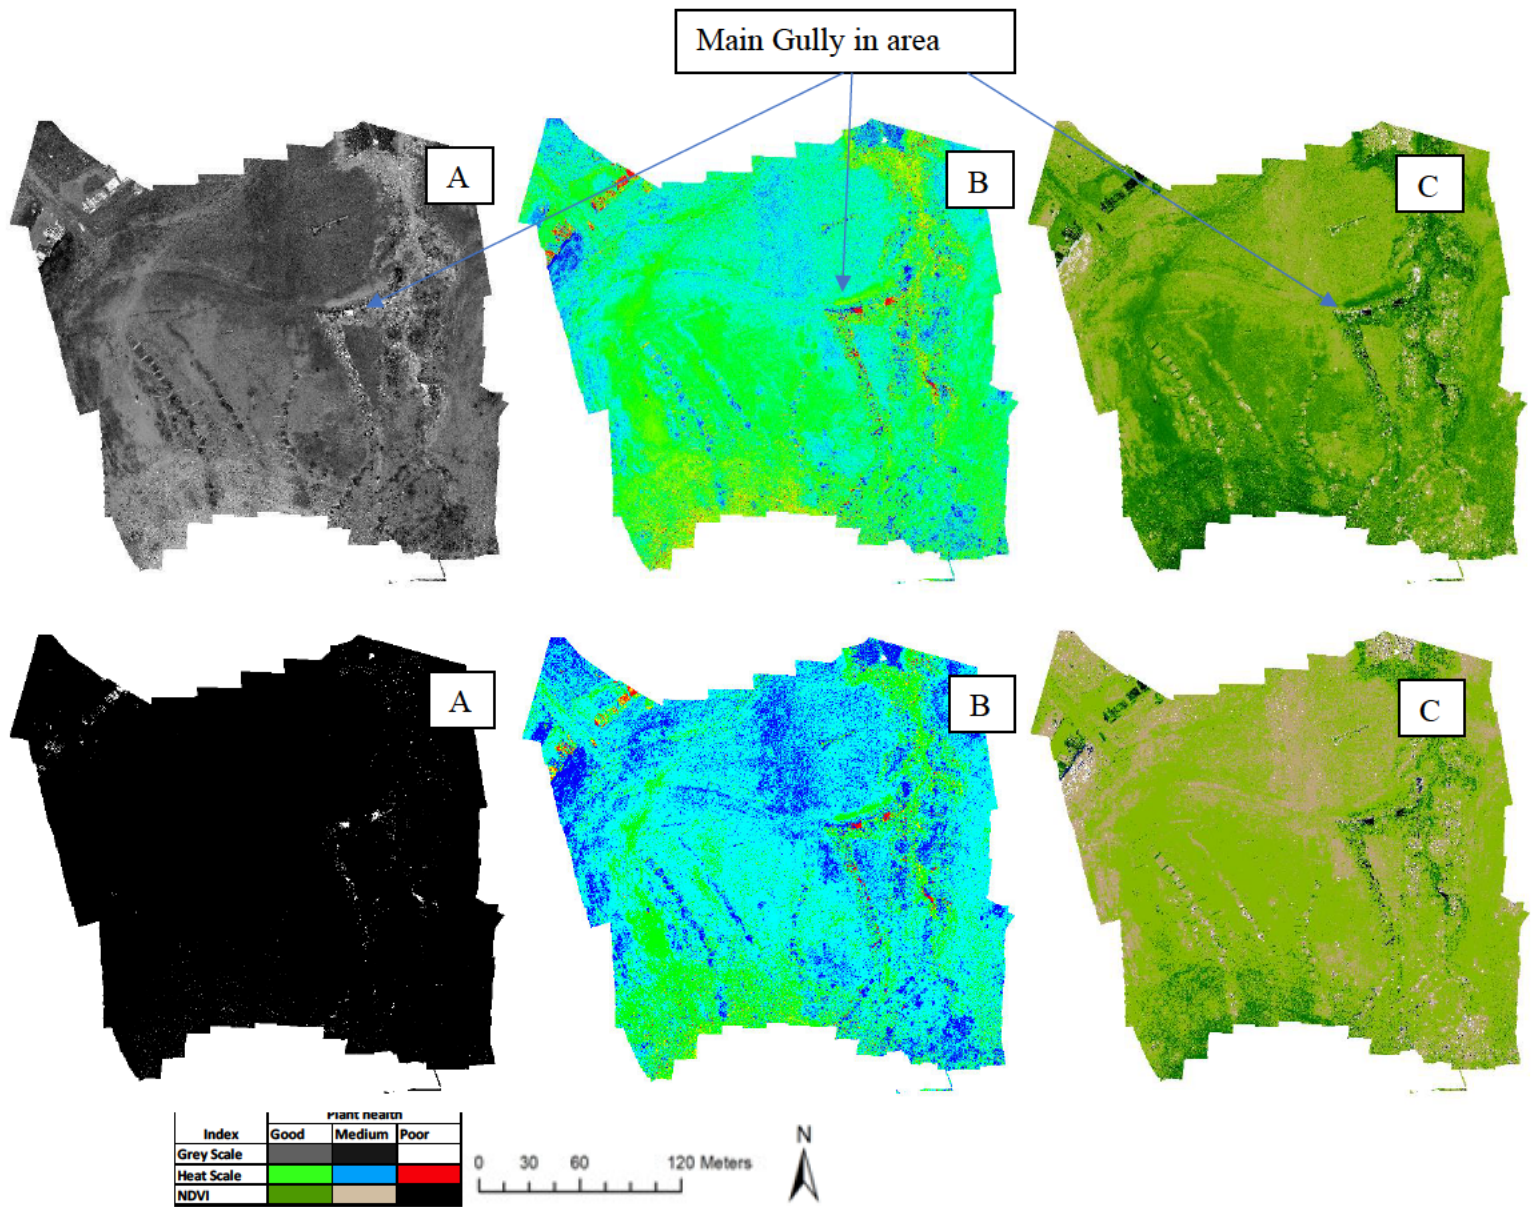 Main Gully in area
A
B
C
A
B
C
Plant health
Index Good Medium Poor
Grey Scale
Heat Scale
NDVI
0 30 60 120 Meters
N